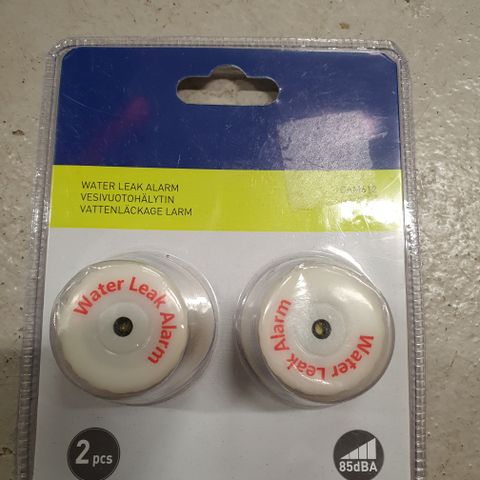 WATER LEAK ALARM
VESIVUOTOHÄLYTIN
VATTENLÄCKAGE LARM
Water Leak Alarm
Water Leak Alarm
2 pcs
85dBA